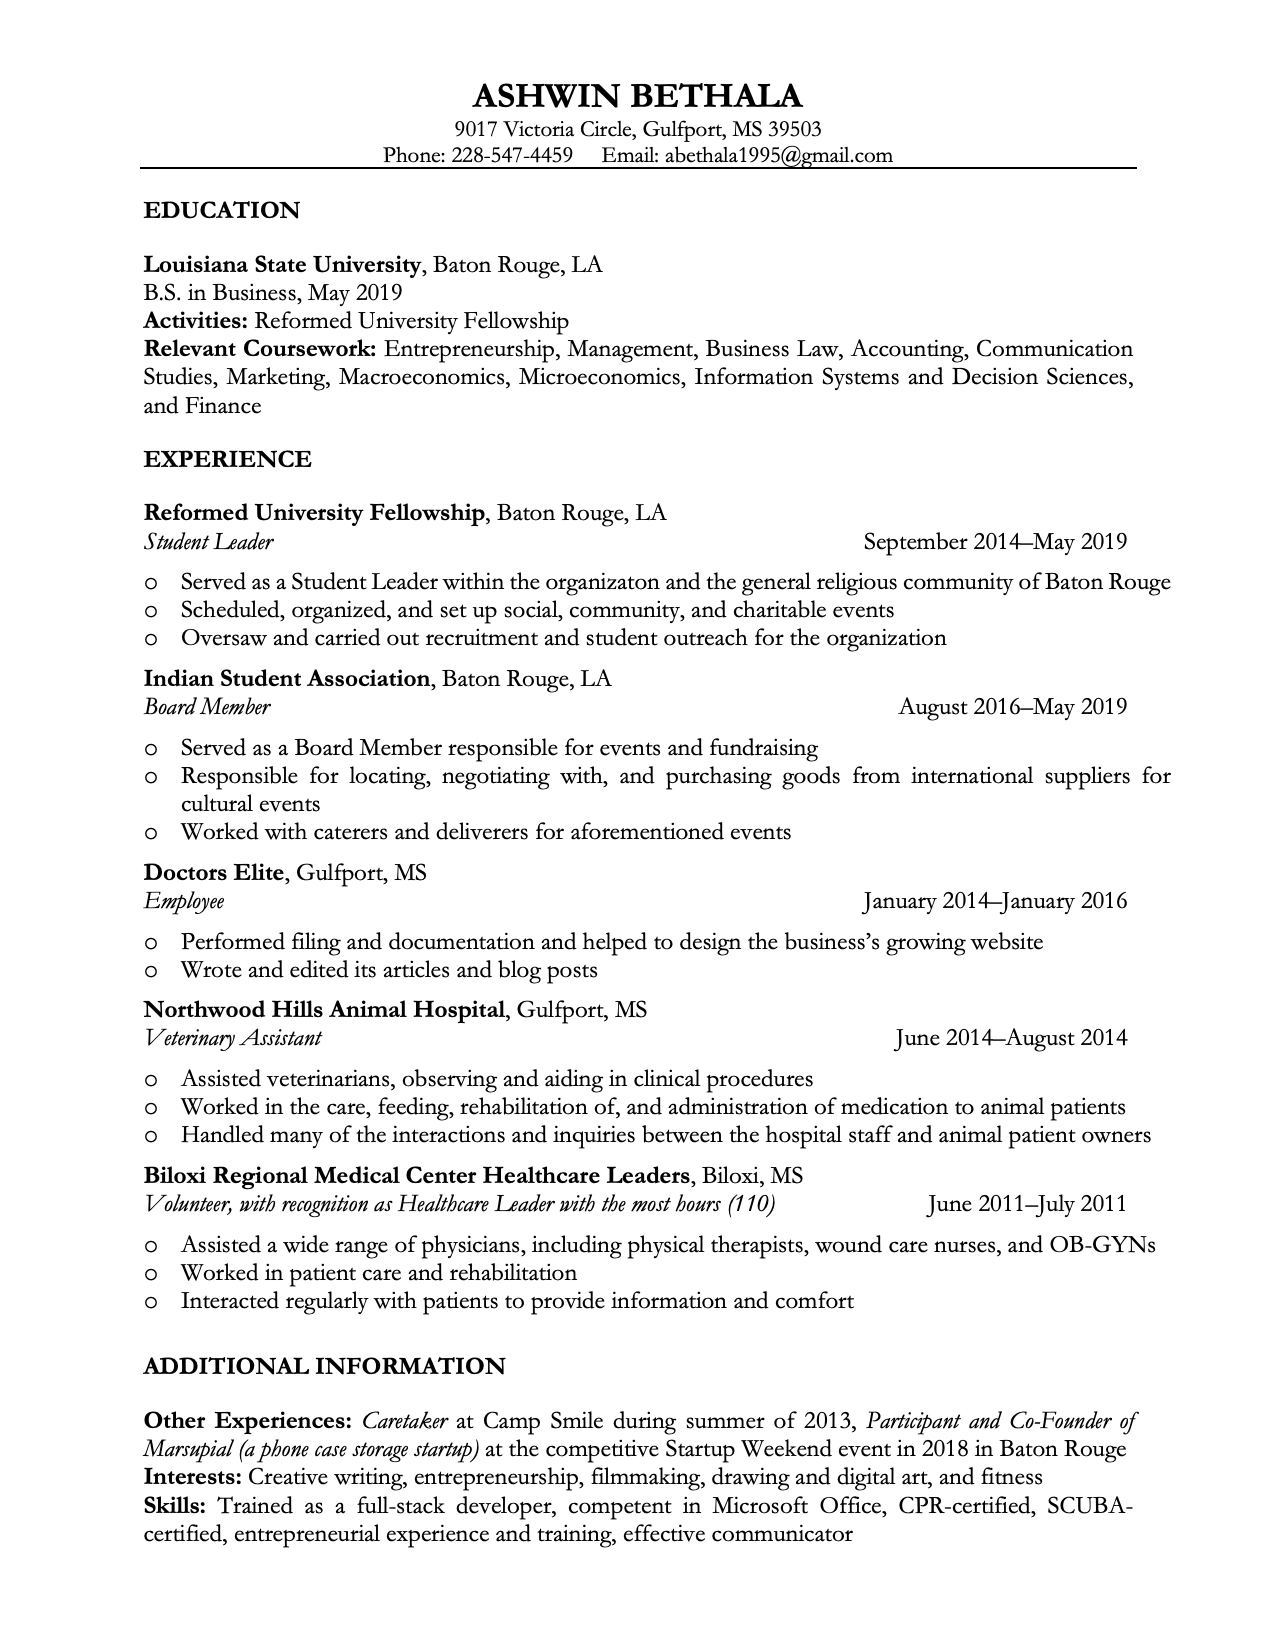 ASHWIN BETHALA
9017 Victoria Circle, Gulfport, MS 39503
Phone: 228-547-4459 Email: abethala1995@gmail.com
EDUCATION
Louisiana State University, Baton Rouge, LA
B.S. in Business, May 2019
Activities: Reformed University Fellowship
Relevant Coursework: Entrepreneurship, Management, Business Law, Accounting, Communication
Studies, Marketing, Macroeconomics, Microeconomics, Information Systems and Decision Sciences,
and Finance
EXPERIENCE
Reformed University Fellowship, Baton Rouge, LA
Student Leader September 2014–May 2019
o Served as a Student Leader within the organizaton and the general religious community of Baton Rouge
o Scheduled, organized, and set up social, community, and charitable events
o Oversaw and carried out recruitment and student outreach for the organization
Indian Student Association, Baton Rouge, LA
Board Member August 2016–May 2019
o Served as a Board Member responsible for events and fundraising
o Responsible for locating, negotiating with, and purchasing goods from international suppliers for
cultural events
o Worked with caterers and deliverers for aforementioned events
Doctors Elite, Gulfport, MS
Employee January 2014–January 2016
o Performed filing and documentation and helped to design the business’s growing website
o Wrote and edited its articles and blog posts
Northwood Hills Animal Hospital, Gulfport, MS
Veterinary Assistant June 2014–August 2014
o Assisted veterinarians, observing and aiding in clinical procedures
o Worked in the care, feeding, rehabilitation of, and administration of medication to animal patients
o Handled many of the interactions and inquiries between the hospital staff and animal patient owners
Biloxi Regional Medical Center Healthcare Leaders, Biloxi, MS
Volunteer, with recognition as Healthcare Leader with the most hours (110) June 2011–July 2011
o Assisted a wide range of physicians, including physical therapists, wound care nurses, and OB-GYNs
o Worked in patient care and rehabilitation
o Interacted regularly with patients to provide information and comfort
ADDITIONAL INFORMATION
Other Experiences: Caretaker at Camp Smile during summer of 2013, Participant and Co-Founder of
Marsupial (a phone case storage startup) at the competitive Startup Weekend event in 2018 in Baton Rouge
Interests: Creative writing, entrepreneurship, filmmaking, drawing and digital art, and fitness
Skills: Trained as a full-stack developer, competent in Microsoft Office, CPR-certified, SCUBA-
certified, entrepreneurial experience and training, effective communicator